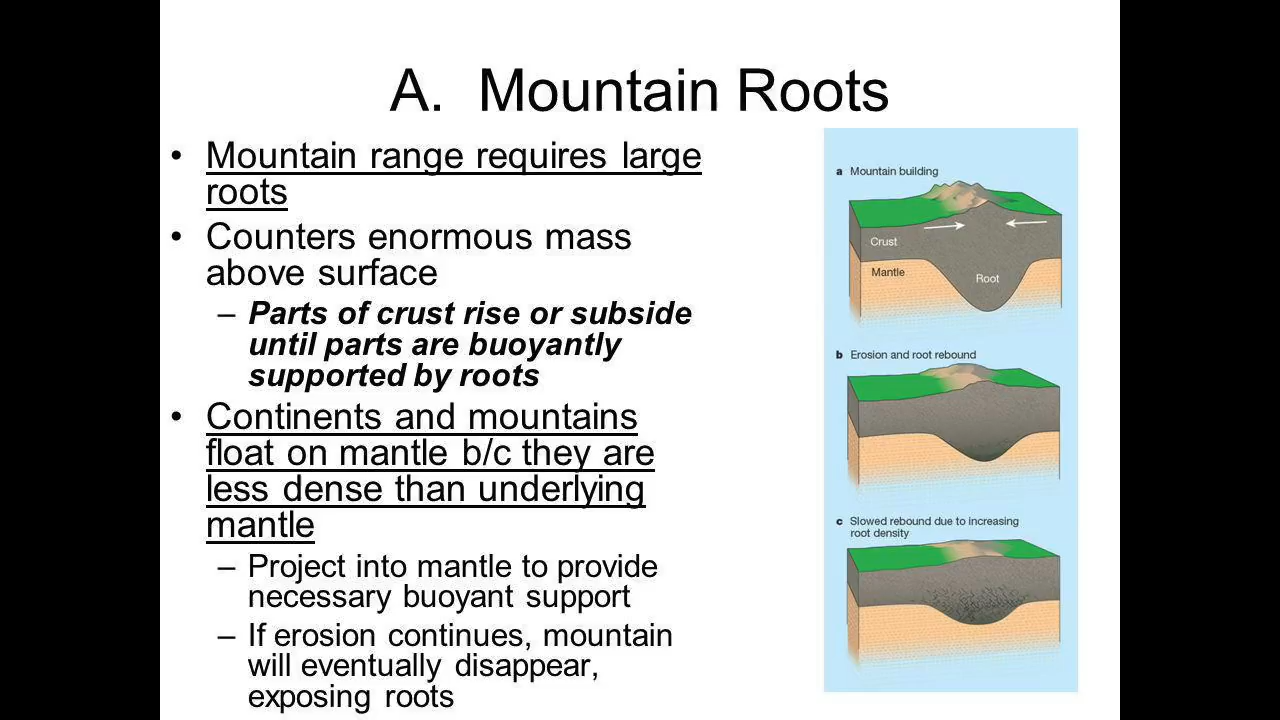 A. Mountain Roots
• Mountain range requires large
roots
• Counters enormous mass
above surface
– Parts of crust rise or subside
until parts are buoyantly
supported by roots
• Continents and mountains
float on mantle b/c they are
less dense than underlying
mantle
– Project into mantle to provide
necessary buoyant support
– If erosion continues, mountain
will eventually disappear,
exposing roots
a Mountain building
Crust
Mantle
Root
b Erosion and root rebound
c Slowed rebound due to increasing
root density